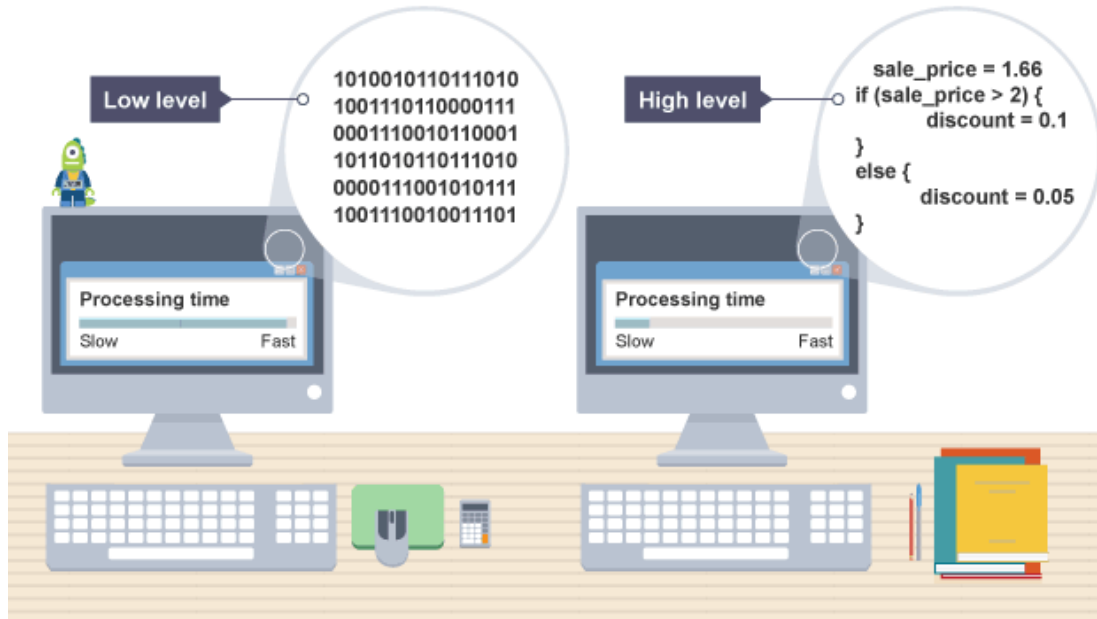 Low level
1010010110111010
1001110110000111
0001110010110001
1011010110111010
0000111001010111
1001110010011101
Processing time
Slow Fast
High level
sale_price = 1.66
if (sale_price > 2) {
discount = 0.1
}
else {
discount = 0.05
}
Processing time
Slow Fast